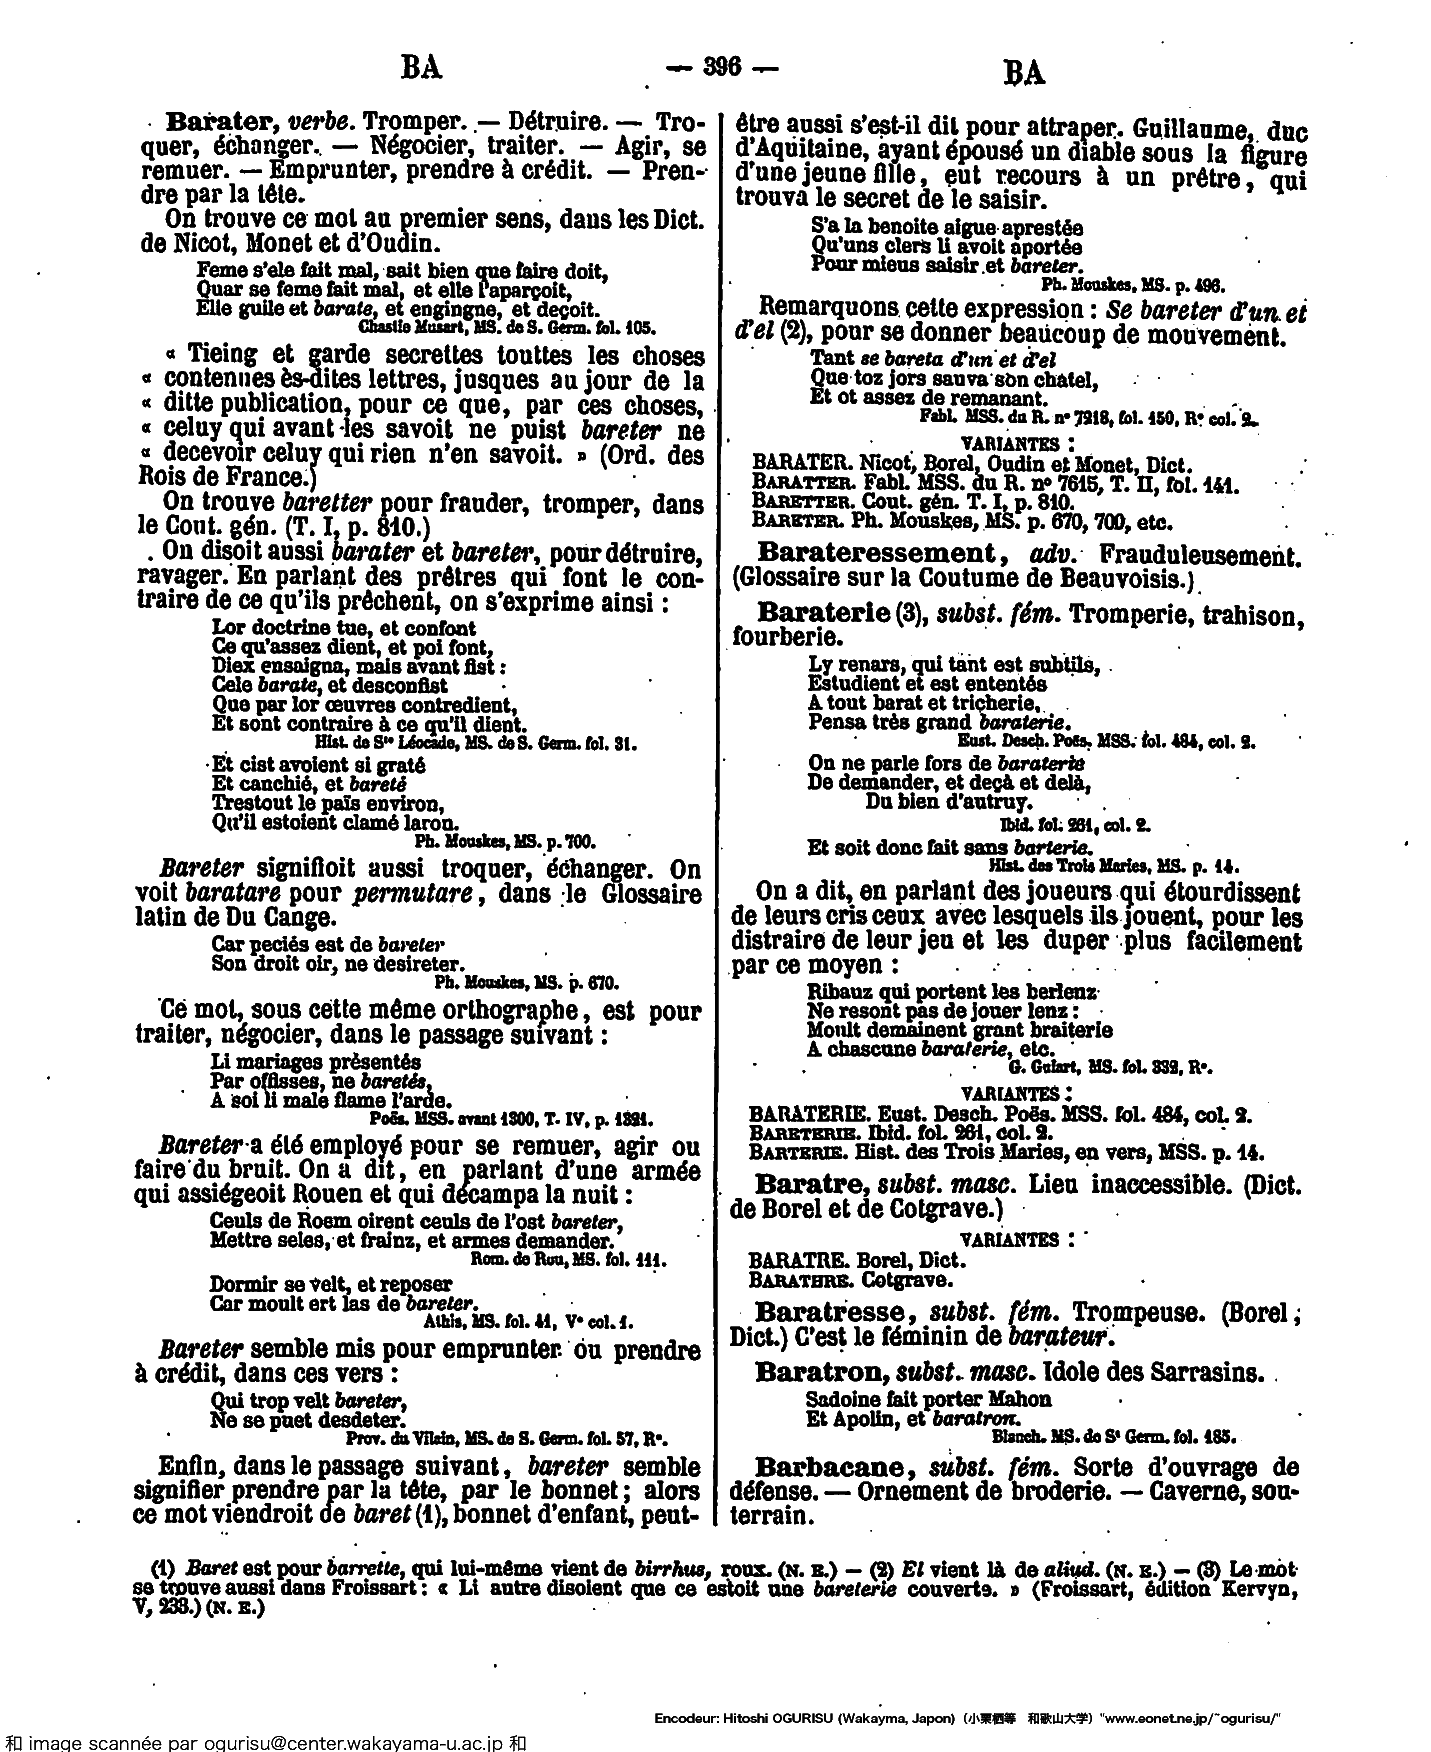 BA — 396 — BA
Barater, verbe. Tromper. — Détruire. — Tro-
quer, échanger. — Négocier, traiter. — Agir, se
remuer. — Emprunter, prendre à crédit. — Pren-
dre par la tête.
On trouve ce mot au premier sens, dans les Dict.
de Nicot, Monet et d'Oudin.
Feme s'ele fait mal, sait bien que faire doit,
Quar se feme fait mal, et elle l'aparçoit,
Elle guile et barate, et engingne, et deçoit.
Chastie Musart, MS. de S. Germ. fol. 105.
« Tieing et garde secrettes touttes les choses
« contenues ès-dites lettres, jusques au jour de la
« ditte publication, pour ce que, par ces choses,
« celuy qui avant les savoit ne puist bareter ne
« decevoir celuy qui rien n'en savoit. » (Ord. des
Rois de France.)
On trouve baretter pour frauder, tromper, dans
le Cout. gén. (T. I, p. 810.)
On disoit aussi barater et bareter, pour détruire,
ravager. En parlant des prêtres qui font le con-
traire de ce qu'ils prêchent, on s'exprime ainsi :
Lor doctrine tue, et confont
Ce qu'assez dient, et poi font,
Diex ensaigna, mais avant fist :
Cele barate, et desconfist
Que par lor œuvres contredient,
Et sont contraire à ce qu'il dient.
Hist. de Ste Léocade, MS. de S. Germ. fol. 31.
Et cist avoient si graté
Et canchié, et bareté
Trestout le païs environ,
Qu'il estoient clamé laron.
Ph. Mouskes, MS. p. 700.
Bareter signifioit aussi troquer, échanger. On
voit baratare pour permutare, dans le Glossaire
latin de Du Cange.
Car peciés est de bareter
Son droit oir, ne desireter.
Ph. Mouskes, MS. p. 670.
Ce mot, sous cette même orthographe, est pour
traiter, négocier, dans le passage suivant :
Li mariages présentés
Par offisses, ne baretés,
A soi li male flame l'arde.
Poës. MSS. avant 1300, T. IV, p. 1321.
Bareter a été employé pour se remuer, agir ou
faire du bruit. On a dit, en parlant d'une armée
qui assiégeoit Rouen et qui décampa la nuit :
Ceuls de Roem oirent ceuls de l'ost bareter,
Mettre seles, et frainz, et armes demander.
Rom. de Rou, MS. fol. 111.
Dormir se velt, et reposer
Car moult ert las de bareter.
Athis, MS. fol. 41, Vo col. 1.
Bareter semble mis pour emprunter ou prendre
à crédit, dans ces vers :
Qui trop velt bareter,
Ne se puet desdeter.
Prov. du Vilain, MS. de S. Germ. fol. 57, Ro.
Enfin, dans le passage suivant, bareter semble
signifier prendre par la tête, par le bonnet ; alors
ce mot viendroit de baret (1), bonnet d'enfant, peut-
être aussi s'est-il dit pour attraper. Guillaume, duc
d'Aquitaine, ayant épousé un diable sous la figure
d'une jeune fille, eut recours à un prêtre, qui
trouva le secret de le saisir.
S'a la benoite aigue aprestée
Qu'uns clers li avoit aportée
Pour mieus saisir et bareter.
Ph. Mouskes, MS. p. 496.
Remarquons cette expression : Se bareter d'un et
d'el (2), pour se donner beaucoup de mouvement.
Tant se bareta d'un et d'el
Que toz jors sauva son chatel,
Et ot assez de remanant.
Fabl. MSS. du R. no 7218, fol. 150, Ro col. 2.
VARIANTES :
BARATER. Nicot, Borel, Oudin et Monet, Dict.
BARATTER. Fabl. MSS. du R. no 7615, T. II, fol. 141.
BARETTER. Cout. gén. T. I, p. 810.
BARETER. Ph. Mouskes, MS. p. 670, 700, etc.
Barateressement, adv. Frauduleusement.
(Glossaire sur la Coutume de Beauvoisis.)
Baraterie (3), subst. fém. Tromperie, trahison,
fourberie.
Ly renars, qui tant est subtils,
Estudient et est ententés
A tout barat et tricherie,
Pensa très grand baraterie.
Eust. Desch. Poës. MSS. fol. 484, col. 2.
On ne parle fors de baraterie
De demander, et deçà et delà,
Du bien d'autruy.
Ibid. fol. 261, col. 2.
Et soit donc fait sans barterie.
Hist. des Trois Maries, MS. p. 14.
On a dit, en parlant des joueurs qui étourdissent
de leurs cris ceux avec lesquels ils jouent, pour les
distraire de leur jeu et les duper plus facilement
par ce moyen :
Ribauz qui portent les berlenz
Ne resont pas de jouer lenz :
Moult demainent grant braiterie
A chascune baraterie, etc.
G. Guiart, MS. fol. 332, Ro.
VARIANTES :
BARATERIE. Eust. Desch. Poës. MSS. fol. 484, col. 2.
BARETERIE. Ibid. fol. 261, col. 2.
BARTERIE. Hist. des Trois Maries, en vers, MSS. p. 14.
Baratre, subst. masc. Lieu inaccessible. (Dict.
de Borel et de Cotgrave.)
VARIANTES :
BARATRE. Borel, Dict.
BARATHRE. Cotgrave.
Baratresse, subst. fém. Trompeuse. (Borel ;
Dict.) C'est le féminin de barateur.
Baratron, subst. masc. Idole des Sarrasins.
Sadoine fait porter Mahon
Et Apolin, et baratron.
Blanch. MS. de St Germ. fol. 185.
Barbacane, subst. fém. Sorte d'ouvrage de
défense. — Ornement de broderie. — Caverne, sou-
terrain.
(1) Baret est pour barrette, qui lui-même vient de birrhus, roux. (N. E.) — (2) El vient là de aliud. (N. E.) — (3) Le mot
se trouve aussi dans Froissart : « Li autre disoient que ce estoit une bareterie couverte. » (Froissart, édition Kervyn,
V, 238.) (N. E.)
Encodeur: Hitoshi OGURISU (Wakayma, Japon) (小栗栖等 和歌山大学) "www.eonet.ne.jp/~ogurisu/"
和 image scannée par ogurisu@center.wakayama-u.ac.jp 和